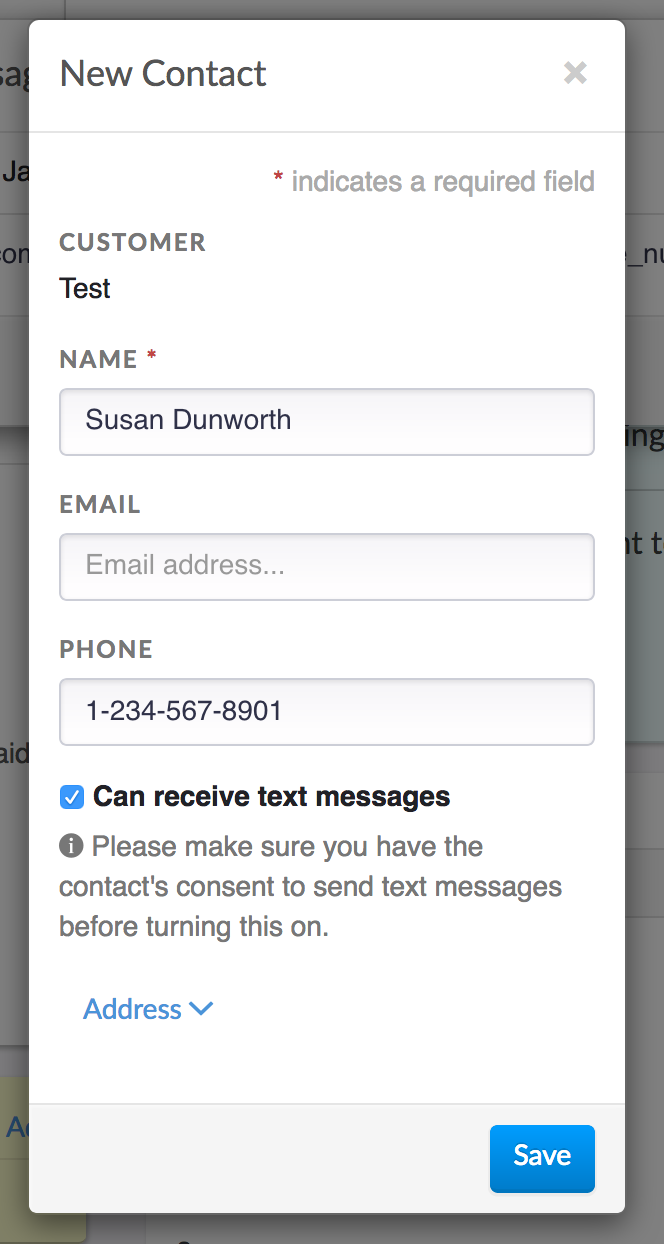 New Contact
* indicates a required field
CUSTOMER
Test
NAME *
Susan Dunworth
EMAIL
Email address...
PHONE
1-234-567-8901
Can receive text messages
Please make sure you have the
contact's consent to send text messages
before turning this on.
Address
Save